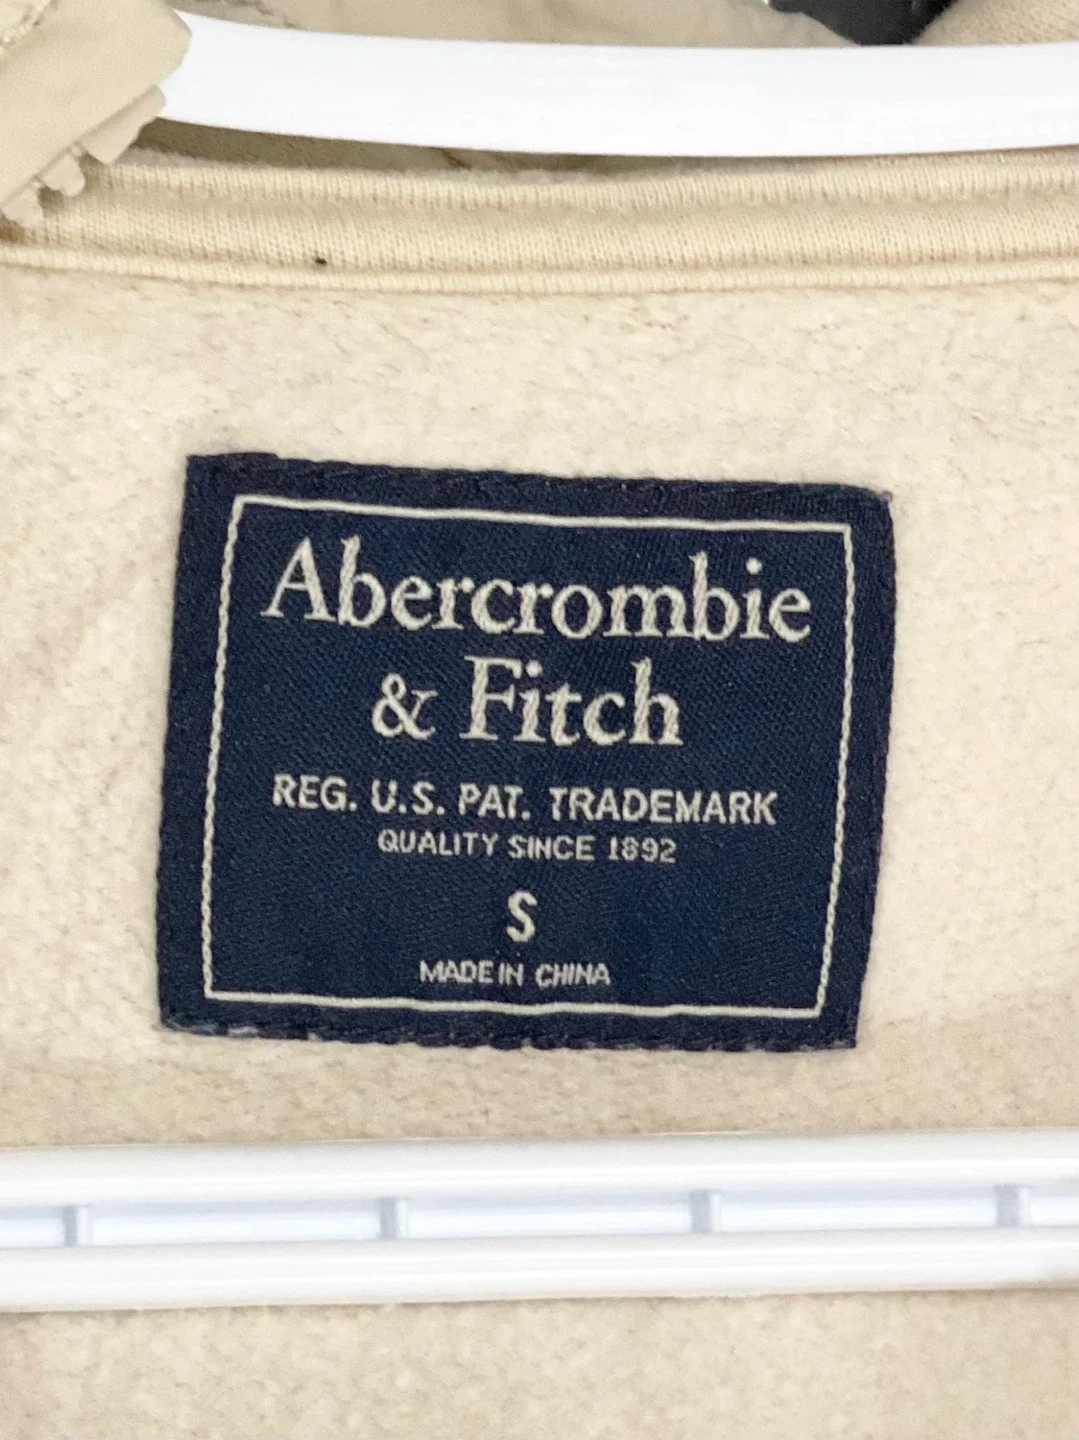 Abercrombie
& Fitch
REG. U.S. PAT. TRADEMARK
QUALITY SINCE 1892
S
MADE IN CHINA